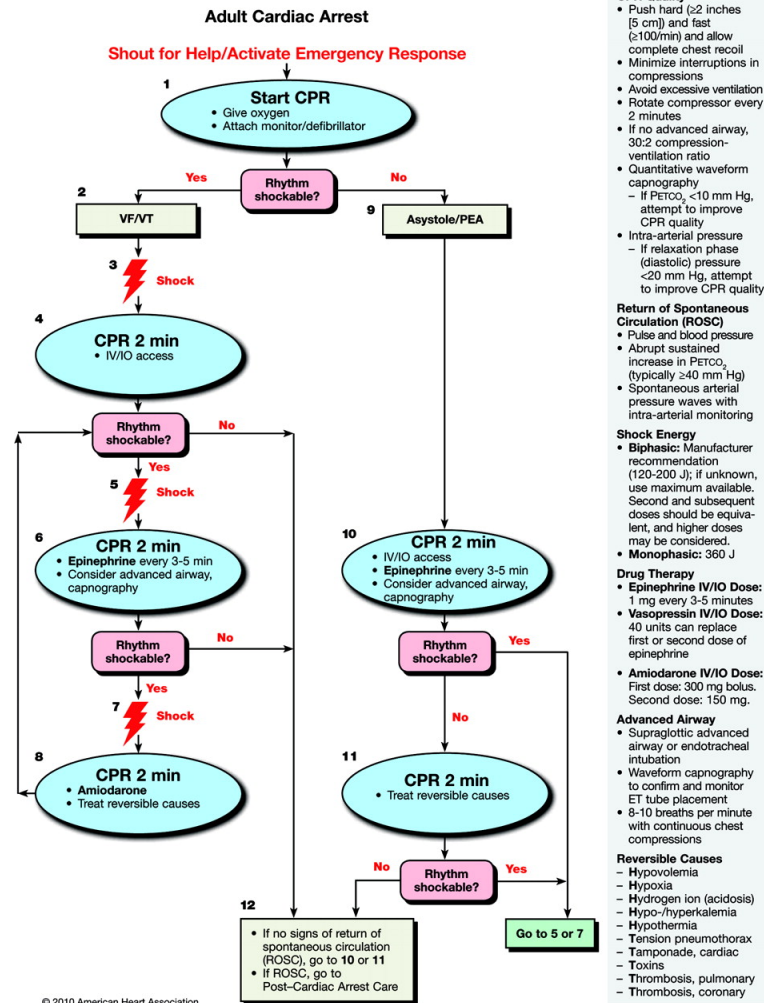 Adult Cardiac Arrest
Shout for Help/Activate Emergency Response
1
Start CPR
• Give oxygen
• Attach monitor/defibrillator
Rhythm
shockable?
Yes
No
2
VF/VT
3
Shock
4
CPR 2 min
• IV/IO access
Rhythm
shockable?
No
Yes
5
Shock
6
CPR 2 min
• Epinephrine every 3-5 min
• Consider advanced airway,
capnography
Rhythm
shockable?
No
Yes
7
Shock
8
CPR 2 min
• Amiodarone
• Treat reversible causes
9
Asystole/PEA
10
CPR 2 min
• IV/IO access
• Epinephrine every 3-5 min
• Consider advanced airway,
capnography
Rhythm
shockable?
Yes
No
11
CPR 2 min
• Treat reversible causes
Rhythm
shockable?
No
Yes
12
• If no signs of return of
spontaneous circulation
(ROSC), go to 10 or 11
• If ROSC, go to
Post–Cardiac Arrest Care
Go to 5 or 7
© 2010 American Heart Association
• Push hard (≥2 inches
[5 cm]) and fast
(≥100/min) and allow
complete chest recoil
• Minimize interruptions in
compressions
• Avoid excessive ventilation
• Rotate compressor every
2 minutes
• If no advanced airway,
30:2 compression-
ventilation ratio
• Quantitative waveform
capnography
– If PETCO2 <10 mm Hg,
attempt to improve
CPR quality
• Intra-arterial pressure
– If relaxation phase
(diastolic) pressure
<20 mm Hg, attempt
to improve CPR quality
Return of Spontaneous
Circulation (ROSC)
• Pulse and blood pressure
• Abrupt sustained
increase in PETCO2
(typically ≥40 mm Hg)
• Spontaneous arterial
pressure waves with
intra-arterial monitoring
Shock Energy
• Biphasic: Manufacturer
recommendation
(120-200 J); if unknown,
use maximum available.
Second and subsequent
doses should be equiva-
lent, and higher doses
may be considered.
• Monophasic: 360 J
Drug Therapy
• Epinephrine IV/IO Dose:
1 mg every 3-5 minutes
• Vasopressin IV/IO Dose:
40 units can replace
first or second dose of
epinephrine
• Amiodarone IV/IO Dose:
First dose: 300 mg bolus.
Second dose: 150 mg.
Advanced Airway
• Supraglottic advanced
airway or endotracheal
intubation
• Waveform capnography
to confirm and monitor
ET tube placement
• 8-10 breaths per minute
with continuous chest
compressions
Reversible Causes
– Hypovolemia
– Hypoxia
– Hydrogen ion (acidosis)
– Hypo-/hyperkalemia
– Hypothermia
– Tension pneumothorax
– Tamponade, cardiac
– Toxins
– Thrombosis, pulmonary
– Thrombosis, coronary